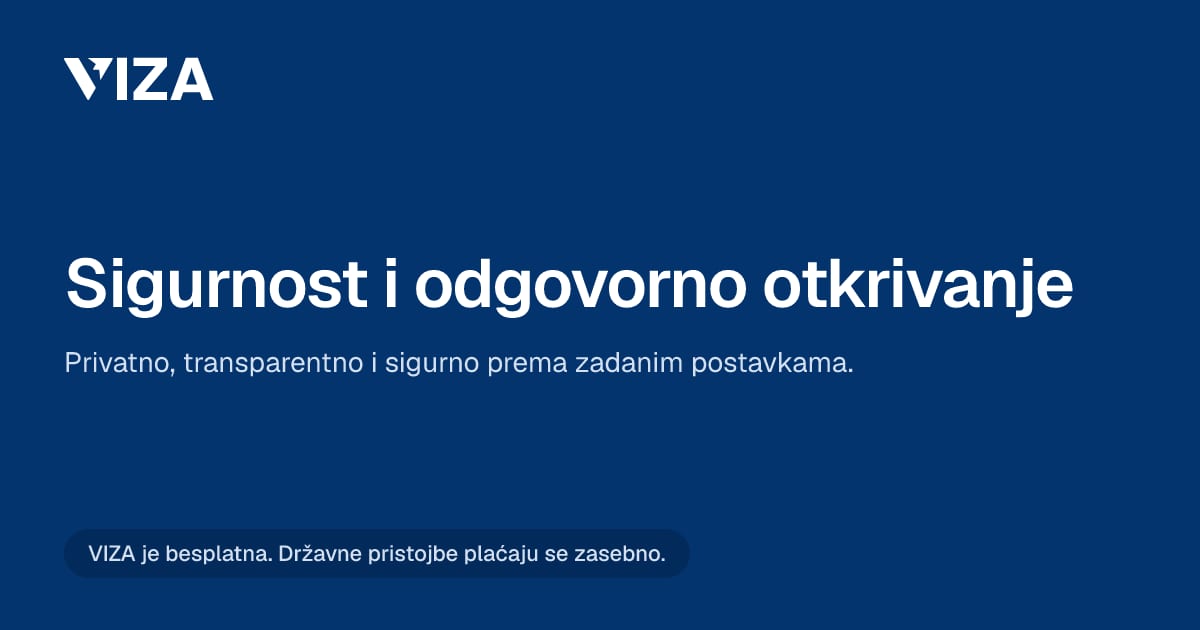 VIZA
Sigurnost i odgovorno otkrivanje
Privatno, transparentno i sigurno prema zadanim postavkama.
VIZA je besplatna. Državne pristojbe plaćaju se zasebno.